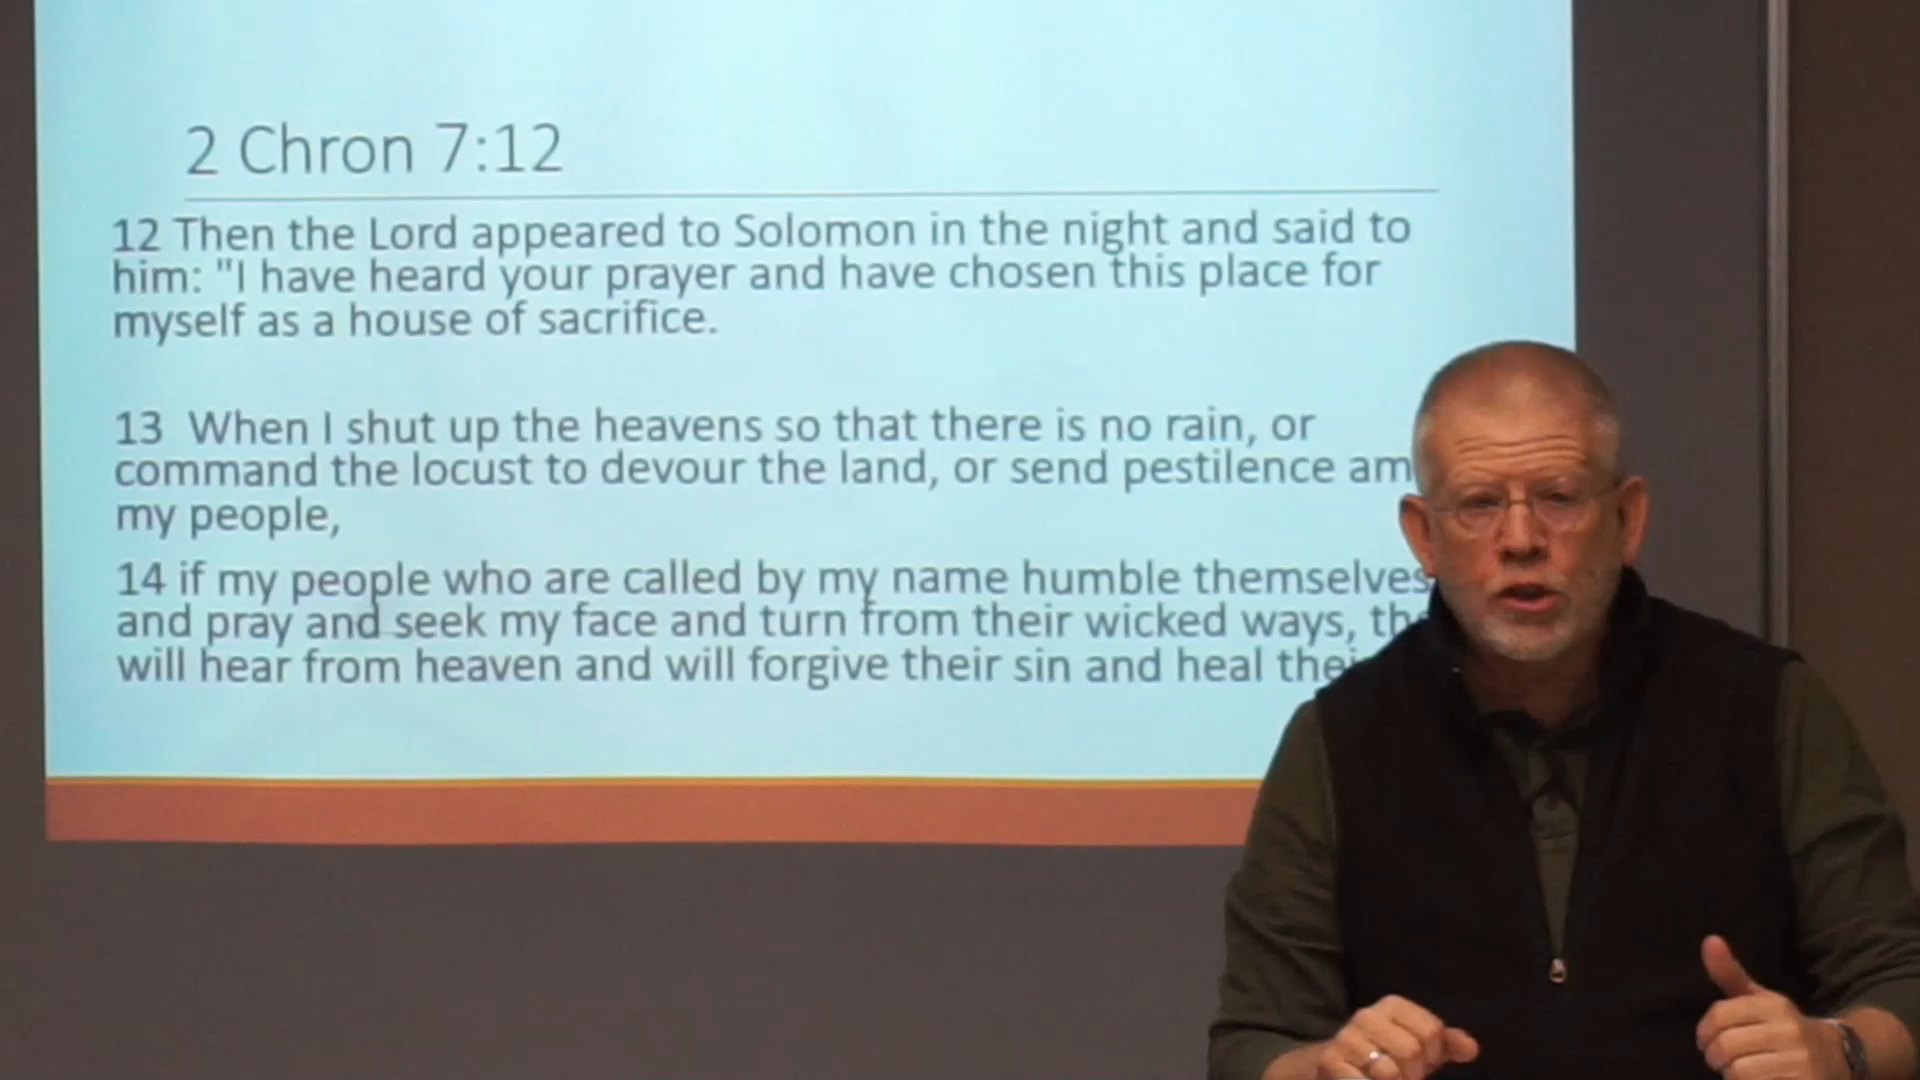 2 Chron 7:12
12 Then the Lord appeared to Solomon in the night and said to
him: "I have heard your prayer and have chosen this place for
myself as a house of sacrifice.
13 When I shut up the heavens so that there is no rain, or
command the locust to devour the land, or send pestilence am
my people,
14 if my people who are called by my name humble themselves
and pray and seek my face and turn from their wicked ways,
will hear from heaven and will forgive their sin and heal